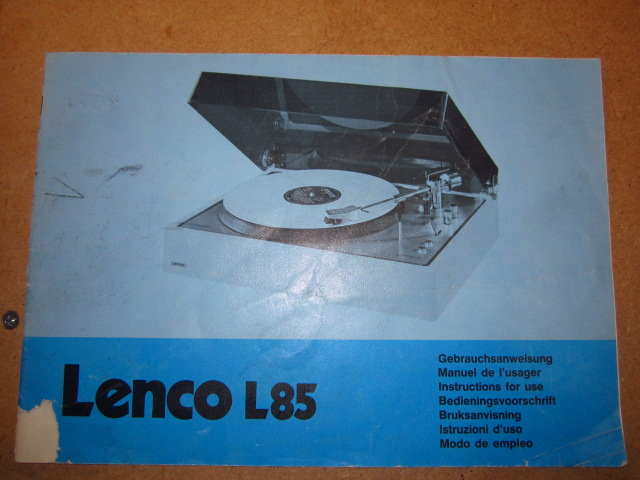 Lenco L85
Gebrauchsanweisung
Manuel de l'usager
Instructions for use
Bedieningsvoorschrift
Bruksanvisning
Istruzioni d'uso
Modo de empleo